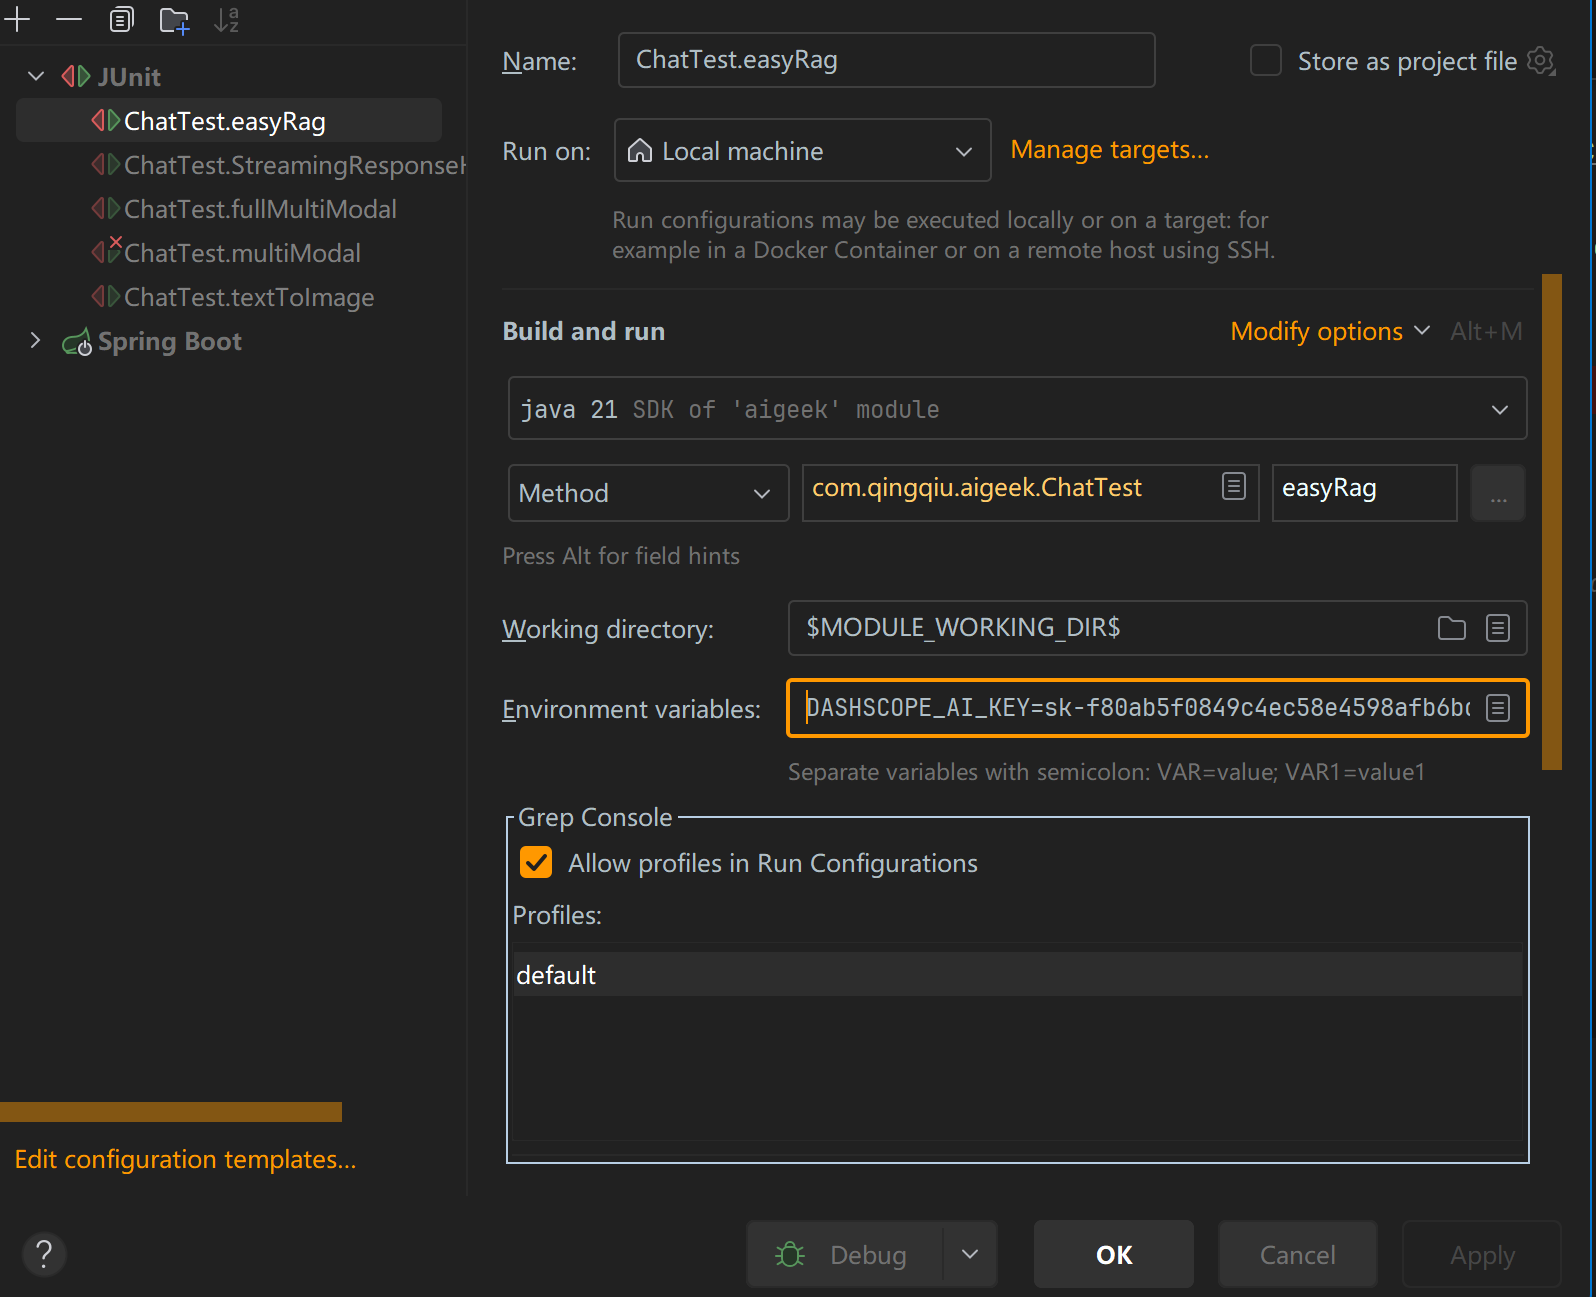 JUnit
ChatTest.easyRag
ChatTest.StreamingResponseH
ChatTest.fullMultiModal
ChatTest.multiModal
ChatTest.textToImage
Spring Boot
Edit configuration templates...
?
Name:
ChatTest.easyRag
Store as project file
Run on:
Local machine
Manage targets...
Run configurations may be executed locally or on a target: for
example in a Docker Container or on a remote host using SSH.
Build and run
Modify options
Alt+M
java 21 SDK of 'aigeek' module
Method
com.qingqiu.aigeek.ChatTest
easyRag
...
Press Alt for field hints
Working directory:
$MODULE_WORKING_DIR$
Environment variables:
DASHSCOPE_AI_KEY=sk-f80ab5f0849c4ec58e4598afb6b
Separate variables with semicolon: VAR=value; VAR1=value1
Grep Console
Allow profiles in Run Configurations
Profiles:
default
Debug
OK
Cancel
Apply